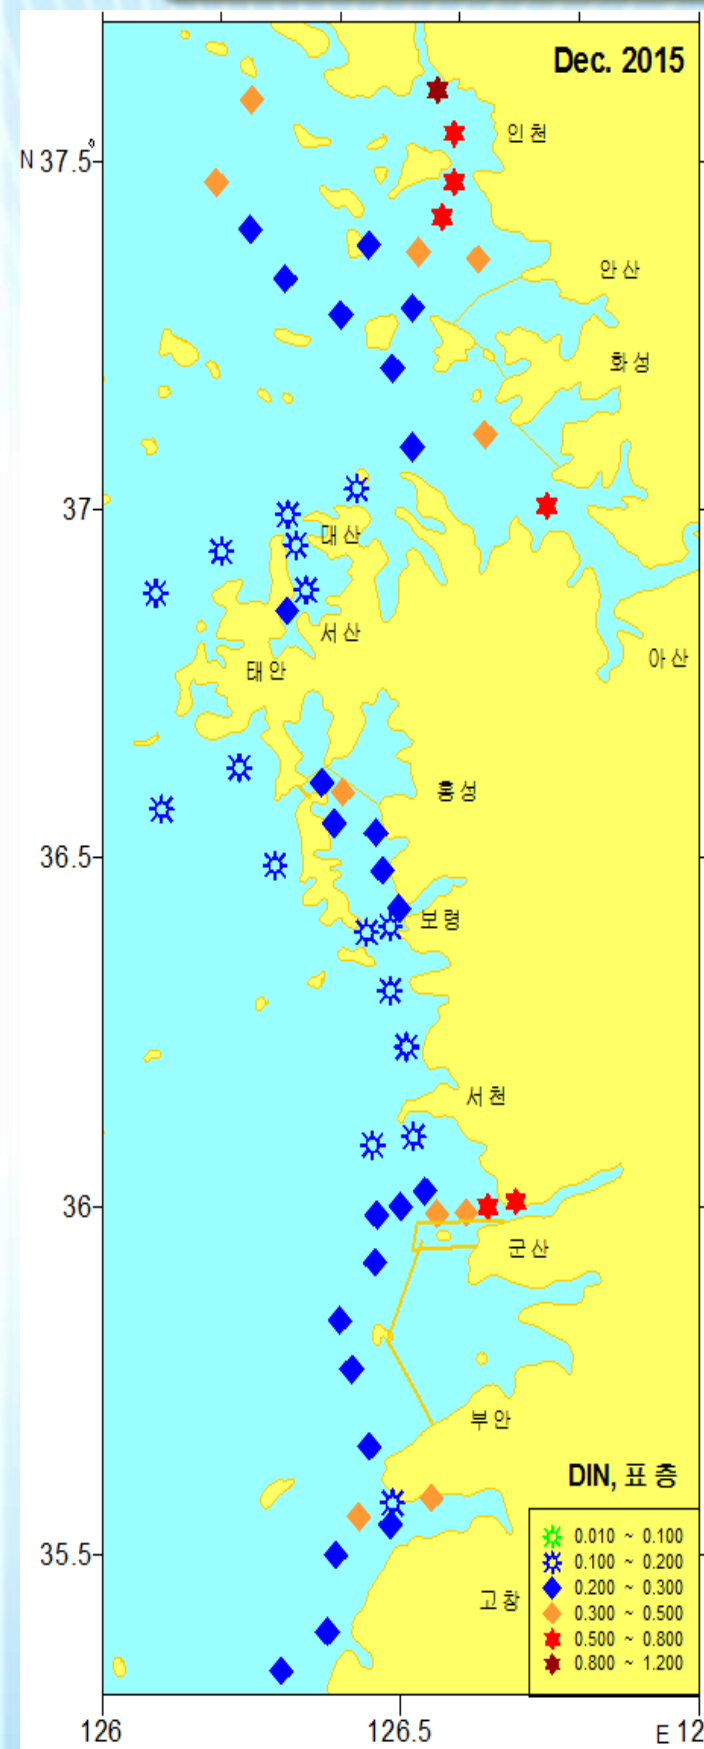 Dec. 2015
인천
N 37.5°
안산
화성
37
대산
서산
아산
태안
홍성
36.5
보령
서천
36
군산
부안
DIN, 표층
0.010 ~ 0.100
0.100 ~ 0.200
35.5
0.200 ~ 0.300
고창
0.300 ~ 0.500
0.500 ~ 0.800
0.800 ~ 1.200
126
126.5
E 12